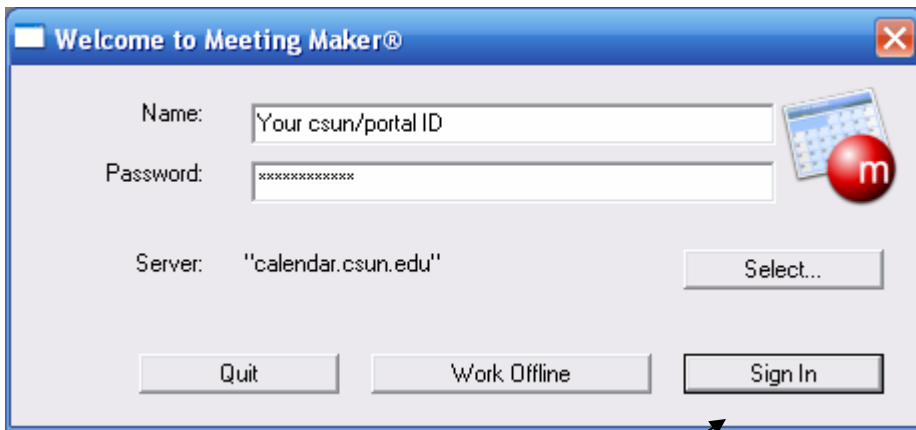 Welcome to Meeting Maker®
Name: Your csun/portal ID
m
Password: xxxxxxxxxxxx
Server: "calendar.csun.edu" Select...
Quit Work Offline Sign In